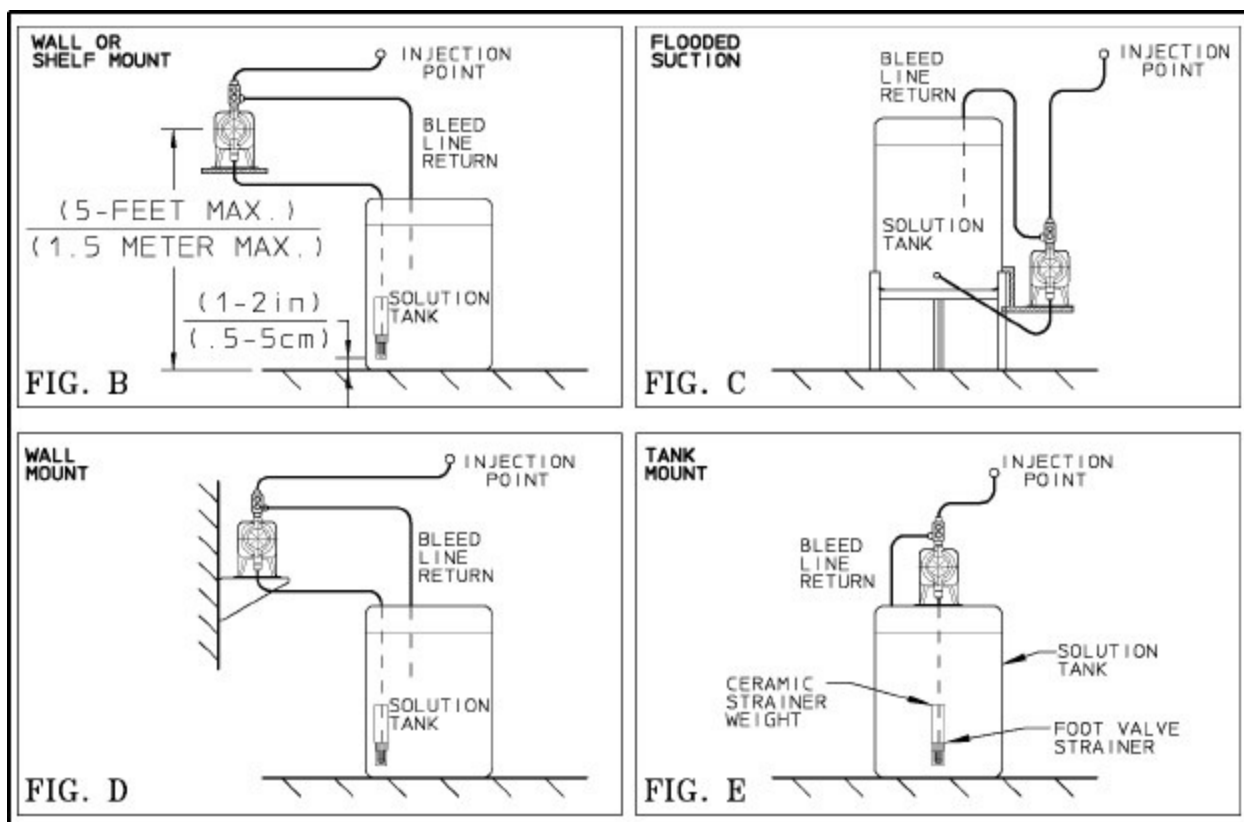 WALL OR
SHELF MOUNT
INJECTION
POINT
BLEED
LINE
RETURN
(5-FEET MAX.)
(1.5 METER MAX.)
(1-2in)
(.5-5cm)
SOLUTION
TANK
FIG. B
FLOODED
SUCTION
BLEED
LINE
RETURN
INJECTION
POINT
SOLUTION
TANK
FIG. C
WALL
MOUNT
INJECTION
POINT
BLEED
LINE
RETURN
SOLUTION
TANK
FIG. D
TANK
MOUNT
INJECTION
POINT
BLEED
LINE
RETURN
SOLUTION
TANK
CERAMIC
STRAINER
WEIGHT
FOOT VALVE
STRAINER
FIG. E